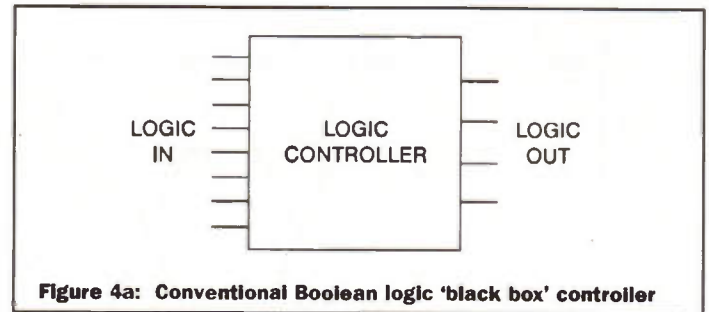 LOGIC
IN
LOGIC
CONTROLLER
LOGIC
OUT
Figure 4a: Conventional Boolean logic ‘black box’ controller